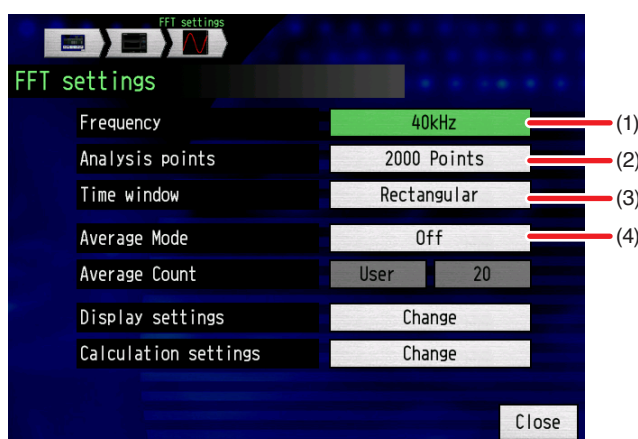 FFT settings
FFT settings
Frequency 40kHz (1)
Analysis points 2000 Points (2)
Time window Rectangular (3)
Average Mode Off (4)
Average Count User 20
Display settings Change
Calculation settings Change
Close